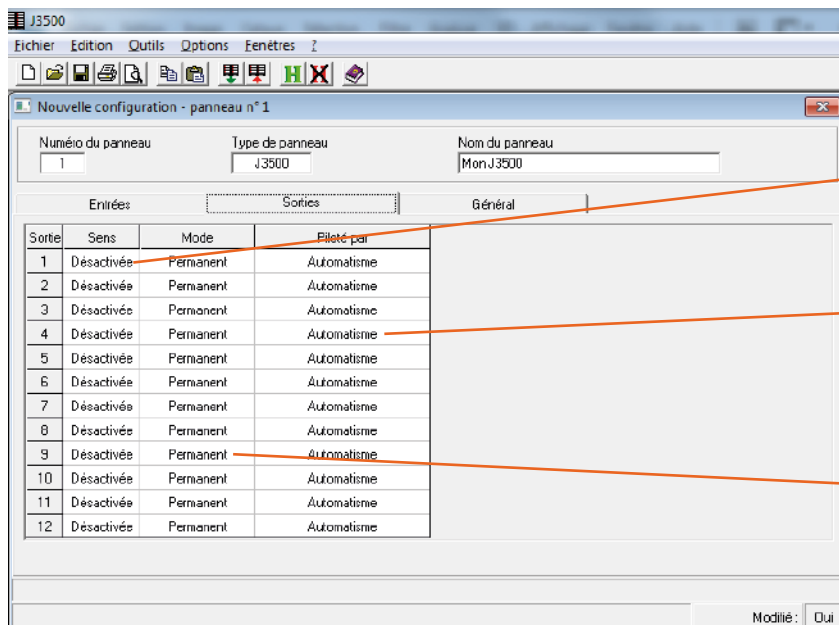 J3500
Fichier Edition Outils Options Fenêtres ?
Nouvelle configuration - panneau n° 1
Numéro du panneau Type de panneau Nom du panneau
1 J3500 Mon J3500
Entrées Sorties Général
Sortie Sens Mode Piloté par
1 Désactivée Permanent Automatisme
2 Désactivée Permanent Automatisme
3 Désactivée Permanent Automatisme
4 Désactivée Permanent Automatisme
5 Désactivée Permanent Automatisme
6 Désactivée Permanent Automatisme
7 Désactivée Permanent Automatisme
8 Désactivée Permanent Automatisme
9 Désactivée Permanent Automatisme
10 Désactivée Permanent Automatisme
11 Désactivée Permanent Automatisme
12 Désactivée Permanent Automatisme
Modifié : Oui